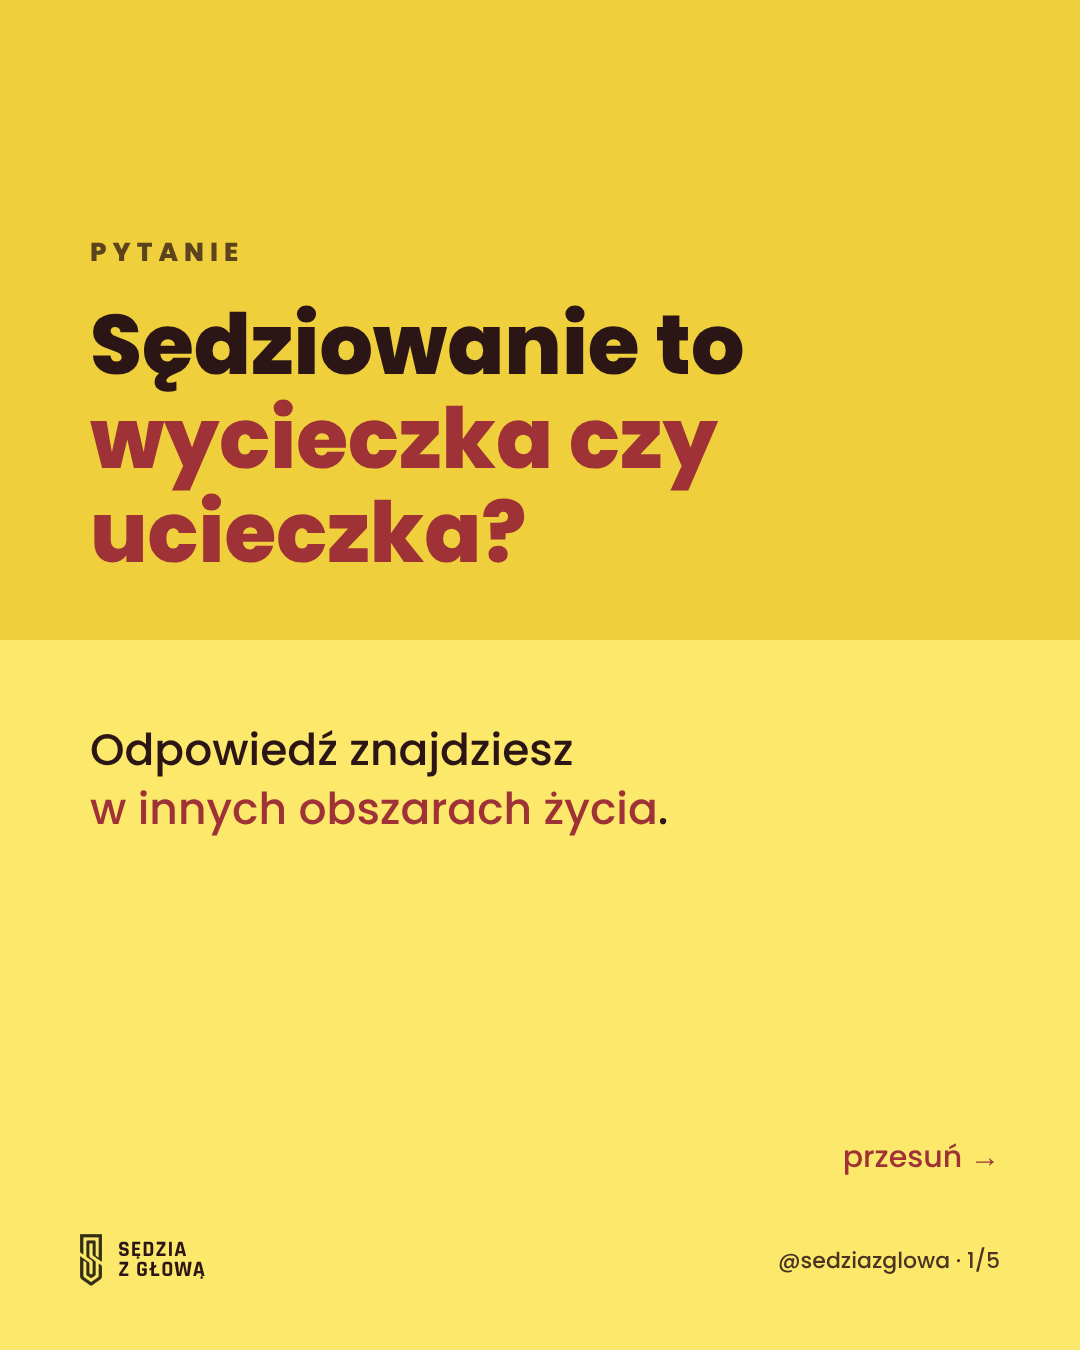 PYTANIE
Sędziowanie to
wycieczka czy
ucieczka?
Odpowiedź znajdziesz
w innych obszarach życia.
przesuń →
SĘDZIA
Z GŁOWĄ
@sedziazglowa · 1/5